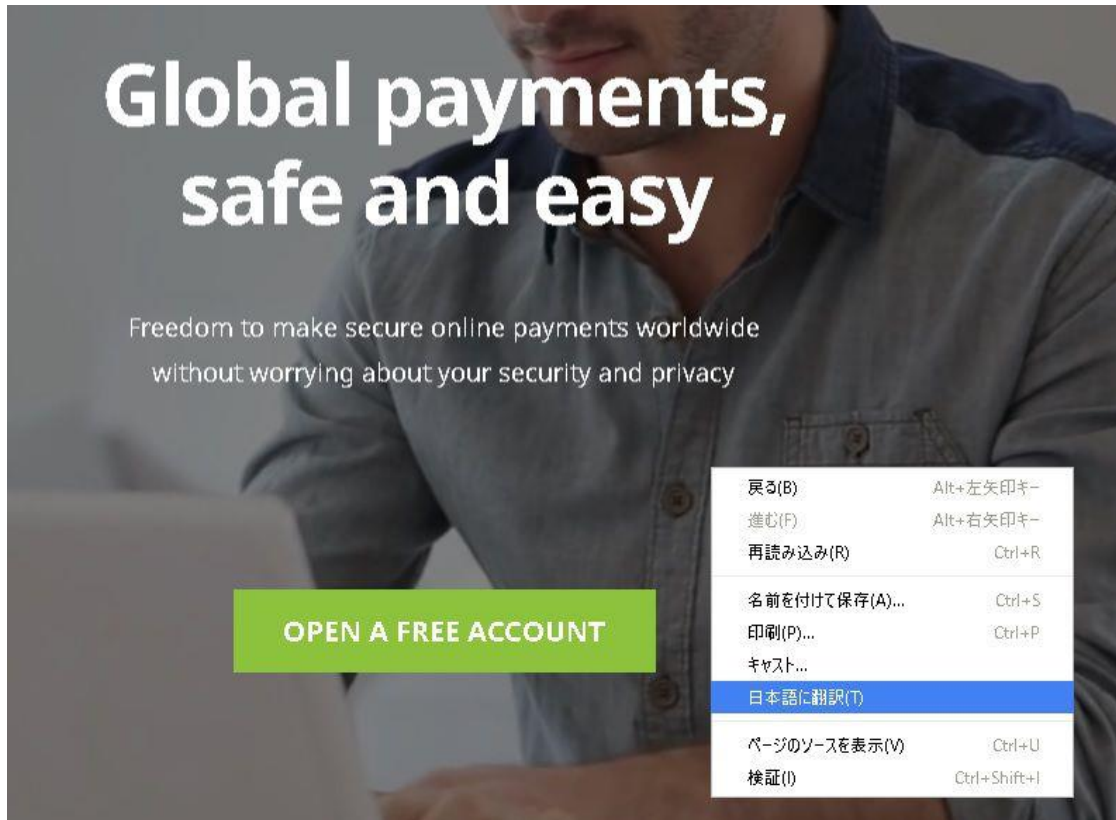 Global payments,
safe and easy
Freedom to make secure online payments worldwide
without worrying about your security and privacy
OPEN A FREE ACCOUNT
戻る(B) Alt+左矢印キー
進む(F) Alt+右矢印キー
再読み込み(R) Ctrl+R
名前を付けて保存(A)... Ctrl+S
印刷(P)... Ctrl+P
キャスト...
日本語に翻訳(T)
ページのソースを表示(V) Ctrl+U
検証(I) Ctrl+Shift+I